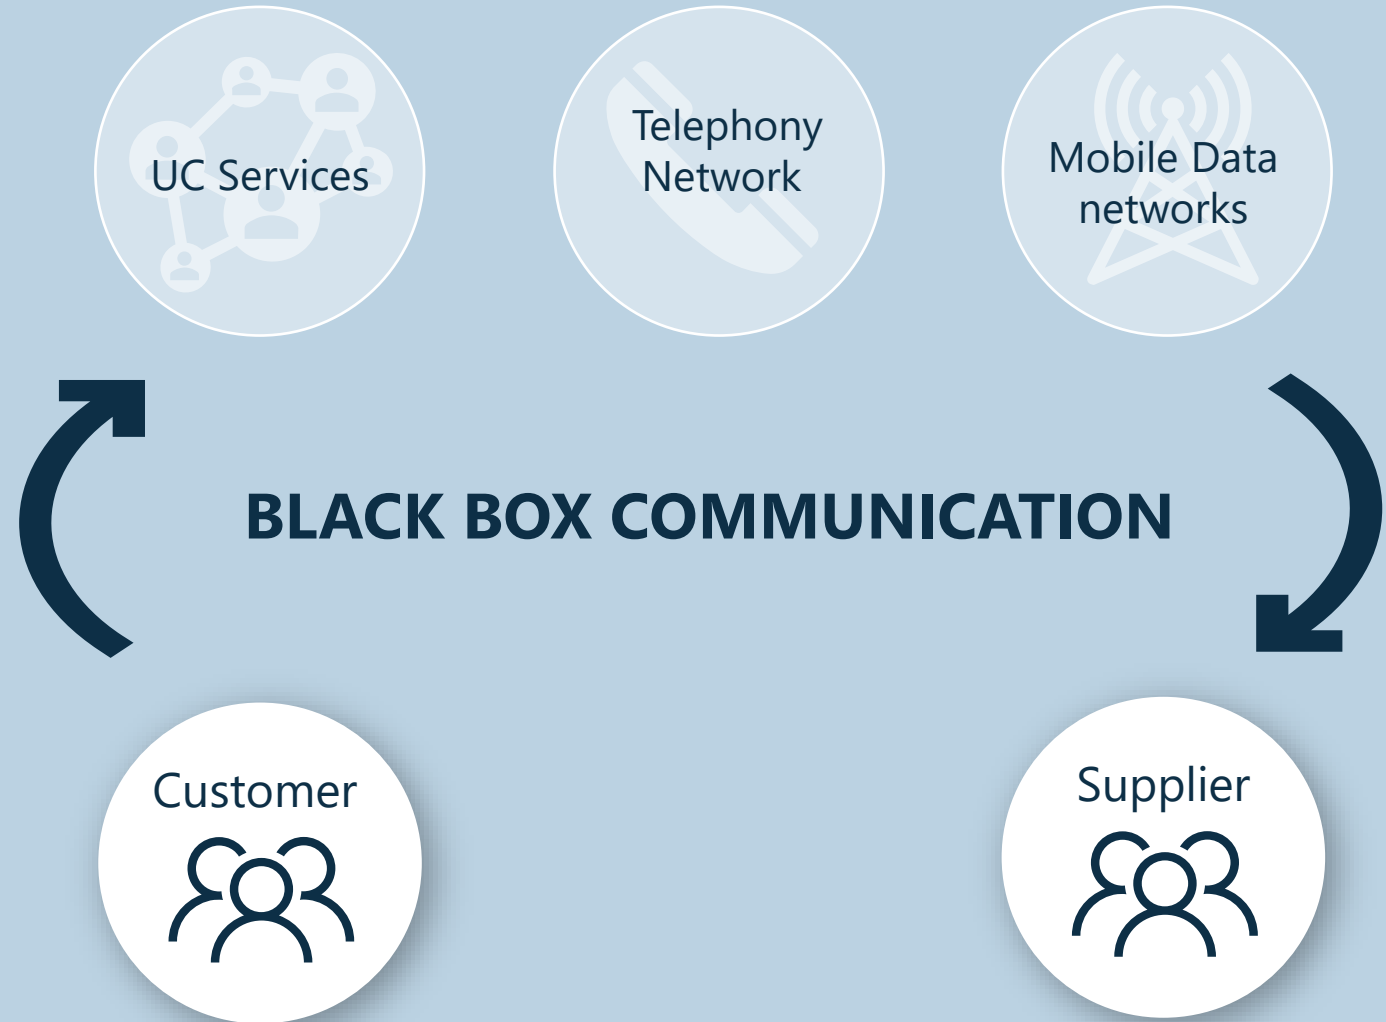 UC Services
Telephony
Network
Mobile Data
networks
BLACK BOX COMMUNICATION
Customer
Supplier